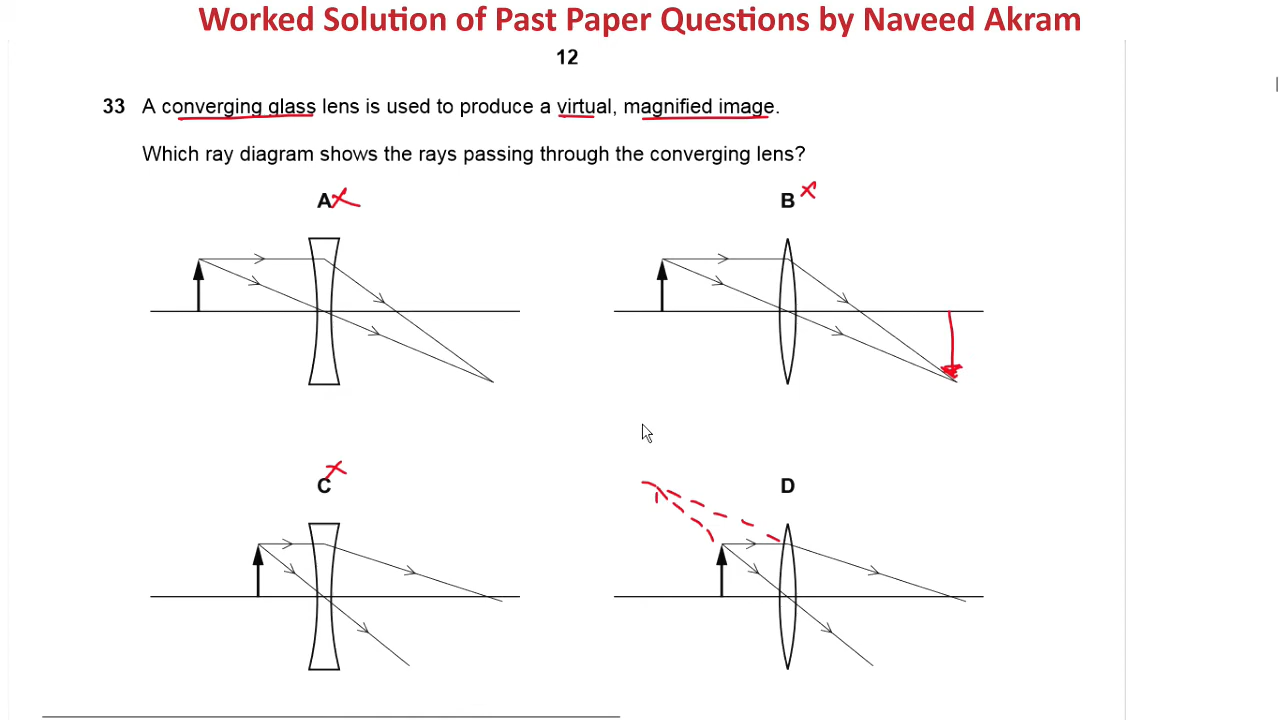 Worked Solution of Past Paper Questions by Naveed Akram
12
33 A converging glass lens is used to produce a virtual, magnified image.
Which ray diagram shows the rays passing through the converging lens?
A B
C D